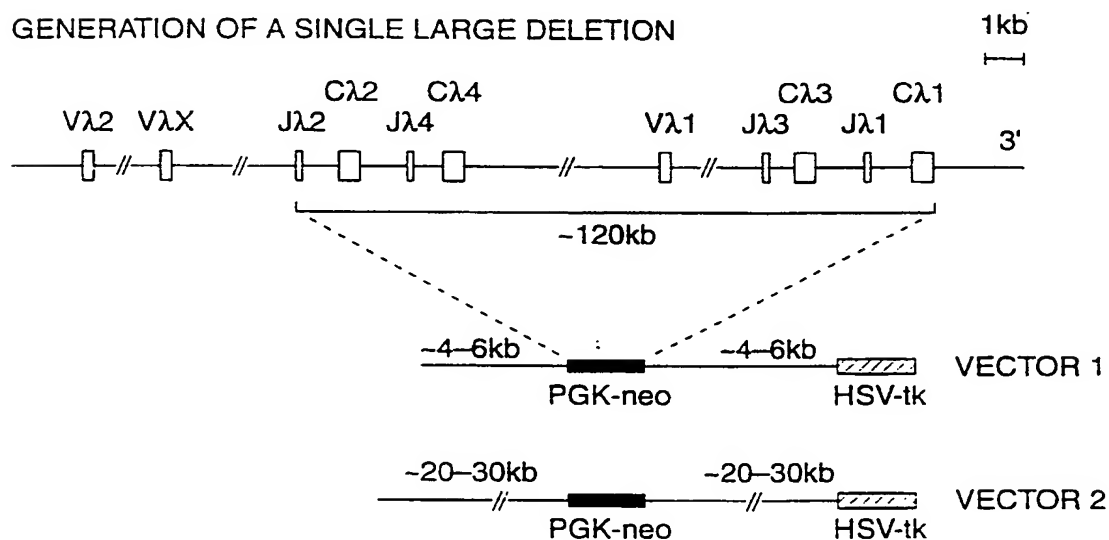 GENERATION OF A SINGLE LARGE DELETION
1kb
Cλ2 Cλ4 Cλ3 Cλ1
Vλ2 VλX Jλ2 Jλ4 Vλ1 Jλ3 Jλ1 3'
~120kb
~4–6kb ~4–6kb VECTOR 1
PGK-neo HSV-tk
~20–30kb ~20–30kb VECTOR 2
PGK-neo HSV-tk